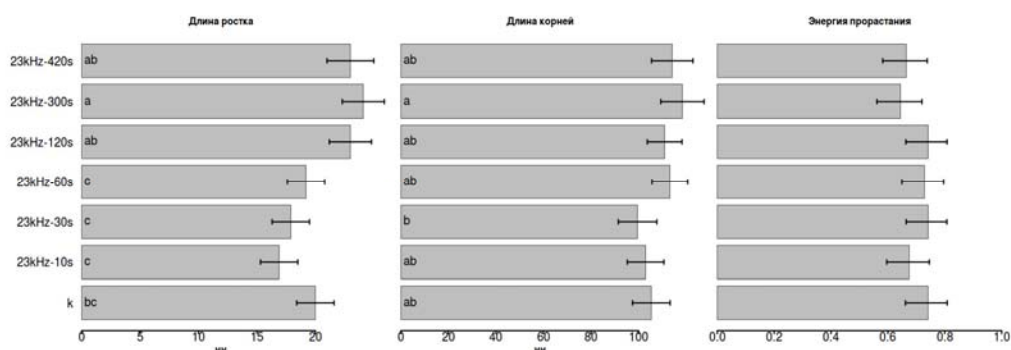 Длина ростка Длина корней Энергия прорастания
23kHz-420s ab ab
23kHz-300s a a
23kHz-120s ab ab
23kHz-60s c ab
23kHz-30s c b
23kHz-10s c ab
k bc ab
0 5 10 15 20 0 20 40 60 80 100 0.0 0.2 0.4 0.6 0.8 1.0